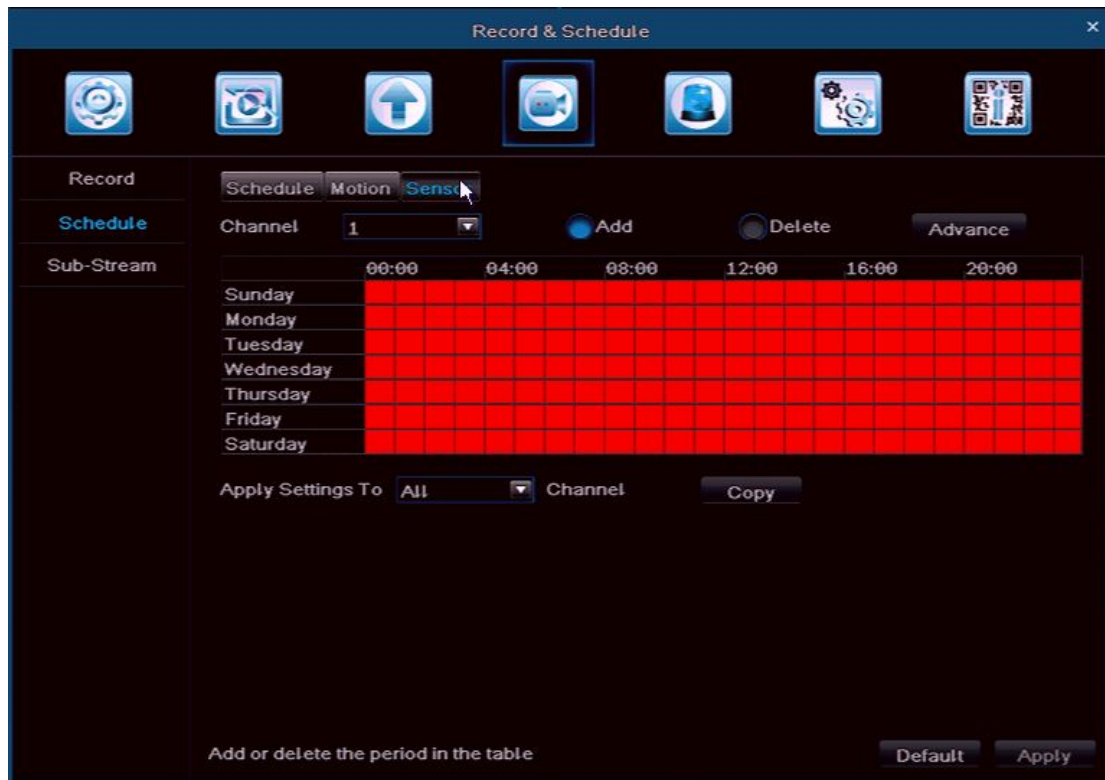 Record & Schedule ×
Record
Schedule Motion Sensor
Schedule
Channel 1 Add Delete Advance
Sub-Stream
00:00 04:00 08:00 12:00 16:00 20:00
Sunday
Monday
Tuesday
Wednesday
Thursday
Friday
Saturday
Apply Settings To All Channel Copy
Add or delete the period in the table Default Apply